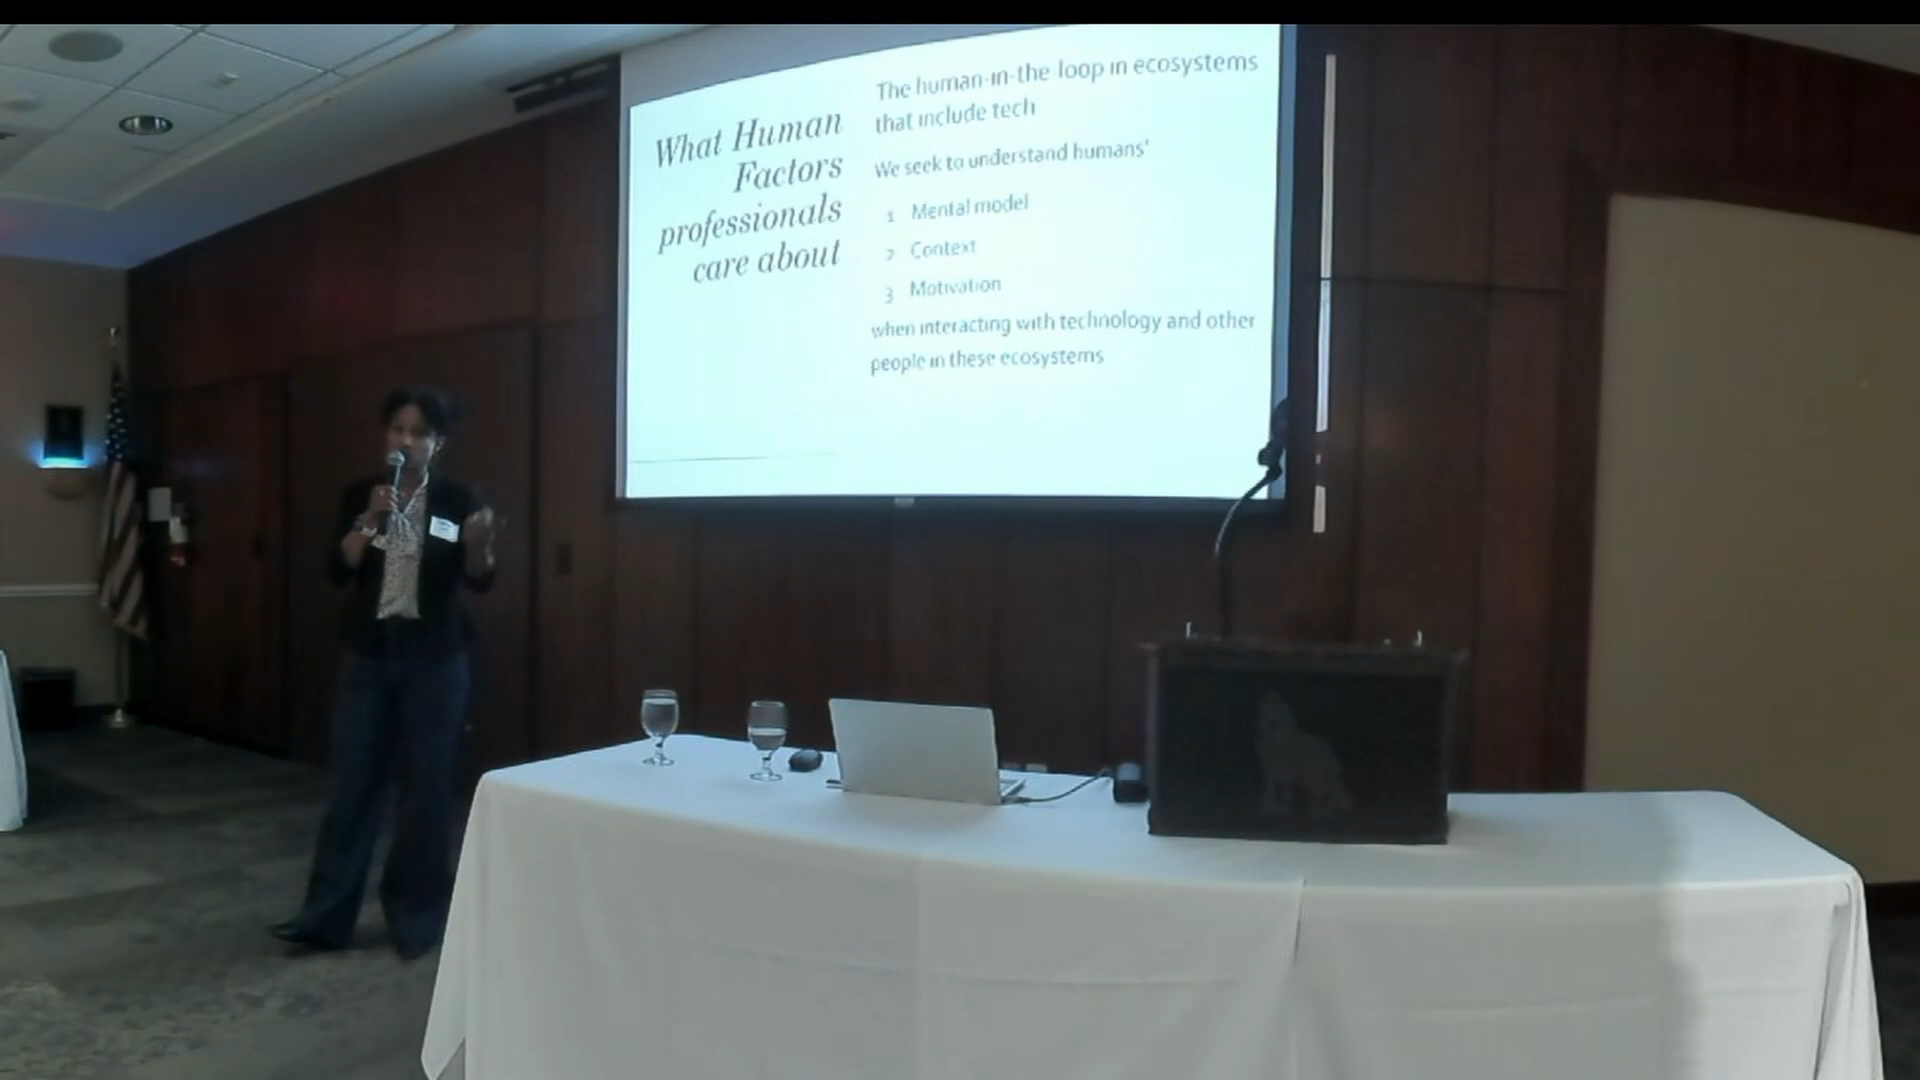 What Human
Factors
professionals
care about
The human-in-the-loop in ecosystems
that include tech
We seek to understand humans'
1 Mental model
2 Context
3 Motivation
when interacting with technology and other
people in these ecosystems